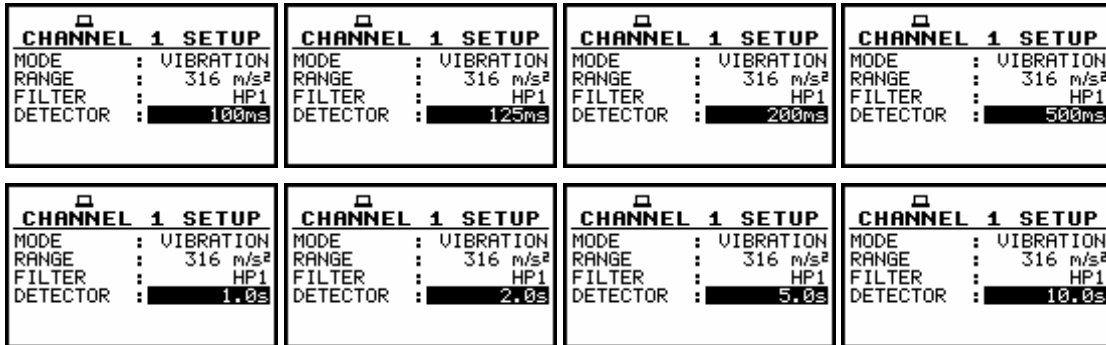 CHANNEL 1 SETUP
MODE : VIBRATION
RANGE : 316 m/s²
FILTER : HP1
DETECTOR : 100ms
CHANNEL 1 SETUP
MODE : VIBRATION
RANGE : 316 m/s²
FILTER : HP1
DETECTOR : 125ms
CHANNEL 1 SETUP
MODE : VIBRATION
RANGE : 316 m/s²
FILTER : HP1
DETECTOR : 200ms
CHANNEL 1 SETUP
MODE : VIBRATION
RANGE : 316 m/s²
FILTER : HP1
DETECTOR : 500ms
CHANNEL 1 SETUP
MODE : VIBRATION
RANGE : 316 m/s²
FILTER : HP1
DETECTOR : 1.0s
CHANNEL 1 SETUP
MODE : VIBRATION
RANGE : 316 m/s²
FILTER : HP1
DETECTOR : 2.0s
CHANNEL 1 SETUP
MODE : VIBRATION
RANGE : 316 m/s²
FILTER : HP1
DETECTOR : 5.0s
CHANNEL 1 SETUP
MODE : VIBRATION
RANGE : 316 m/s²
FILTER : HP1
DETECTOR : 10.0s